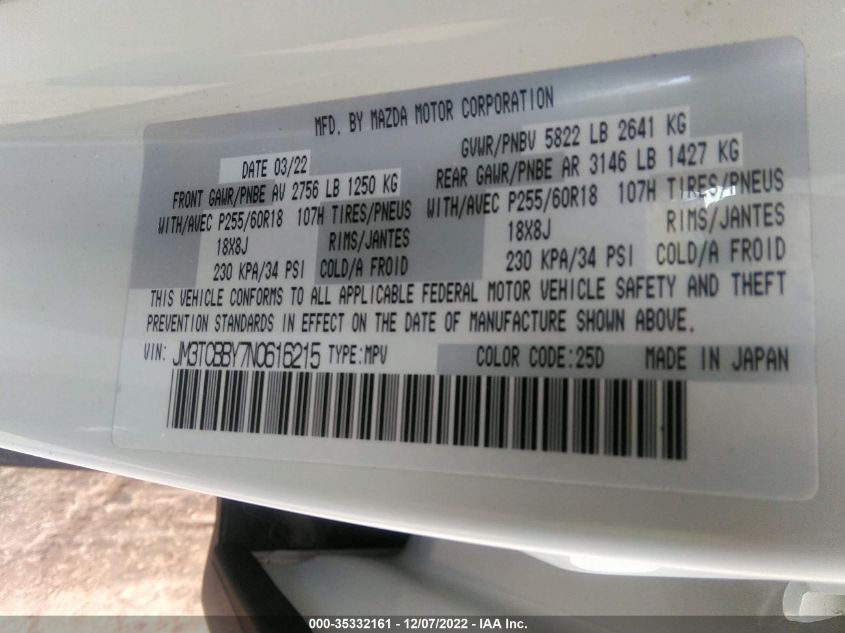 MFD. BY MAZDA MOTOR CORPORATION
DATE 03/22
GVWR/PNBV 5822 LB 2641 KG
FRONT GAWR/PNBE AV 2756 LB 1250 KG
REAR GAWR/PNBE AR 3146 LB 1427 KG
WITH/AVEC P255/60R18 107H TIRES/PNEUS
WITH/AVEC P255/60R18 107H TIRES/PNEUS
18X8J RIMS/JANTES
18X8J RIMS/JANTES
230 KPA/34 PSI COLD/A FROID
230 KPA/34 PSI COLD/A FROID
THIS VEHICLE CONFORMS TO ALL APPLICABLE FEDERAL MOTOR VEHICLE SAFETY AND THEFT
PREVENTION STANDARDS IN EFFECT ON THE DATE OF MANUFACTURE SHOWN ABOVE.
VIN: JM3TCBBY7N0616215 TYPE:MPV COLOR CODE:25D MADE IN JAPAN
000-35332161 - 12/07/2022 - IAA Inc.